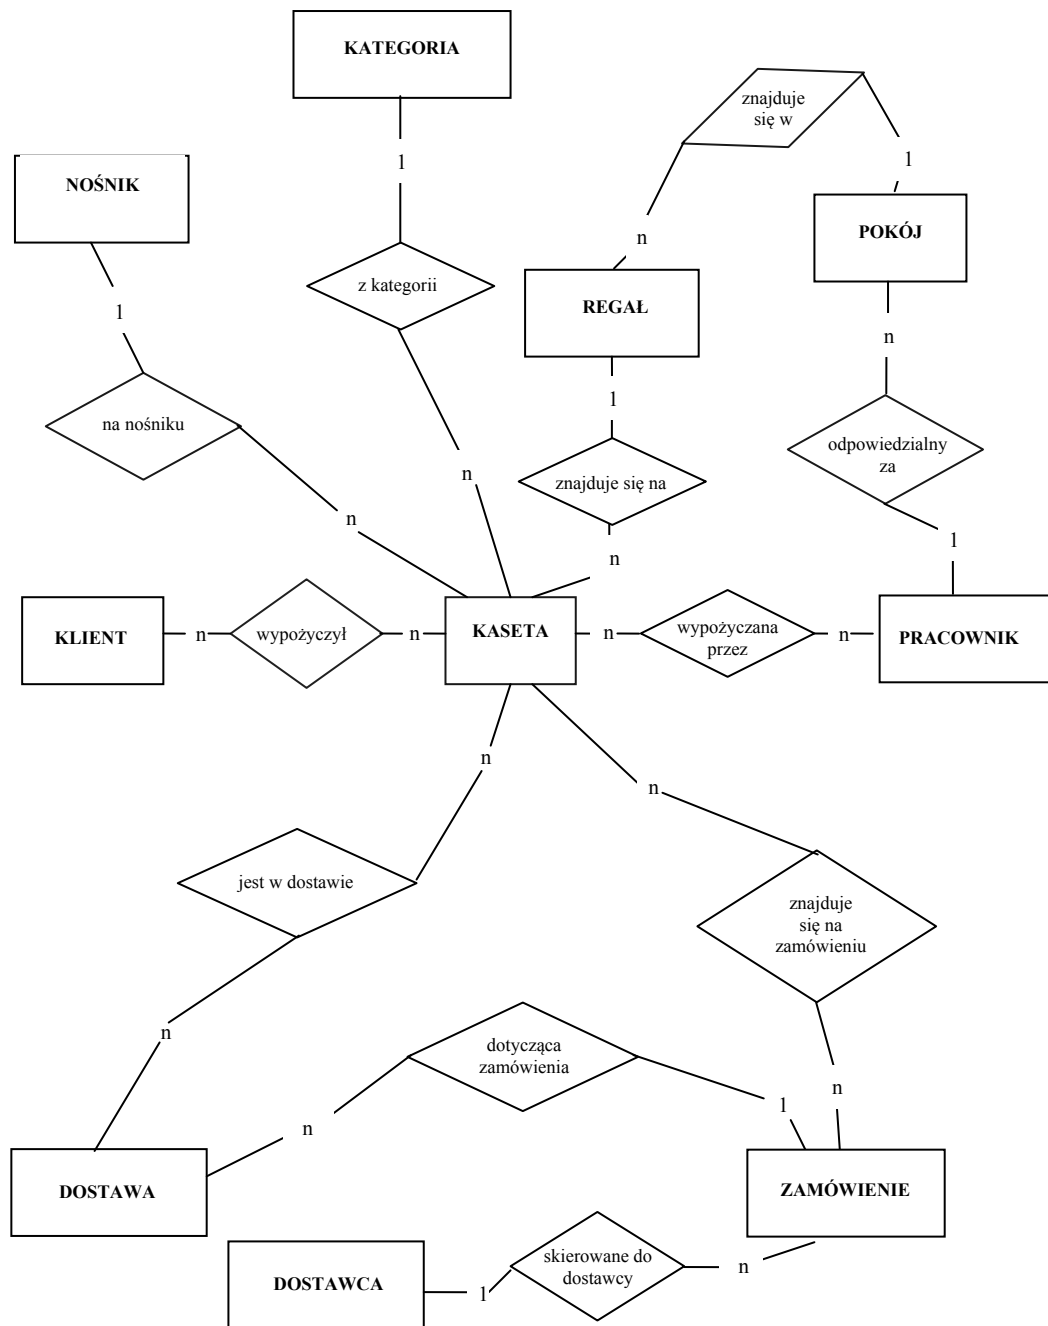 KATEGORIA
znajduje
się w
1
1
NOŚNIK
POKÓJ
n
z kategorii
REGAŁ
1
n
1
na nośniku
odpowiedzialny
za
n
znajduje się na
n
1
n
KLIENT
n
wypożyczył
n
KASETA
n
wypożyczana
przez
n
PRACOWNIK
n
n
jest w dostawie
znajduje
się na
zamówieniu
n
dotycząca
zamówienia
n
1
n
DOSTAWA
ZAMÓWIENIE
skierowane do
dostawcy
n
DOSTAWCA
1